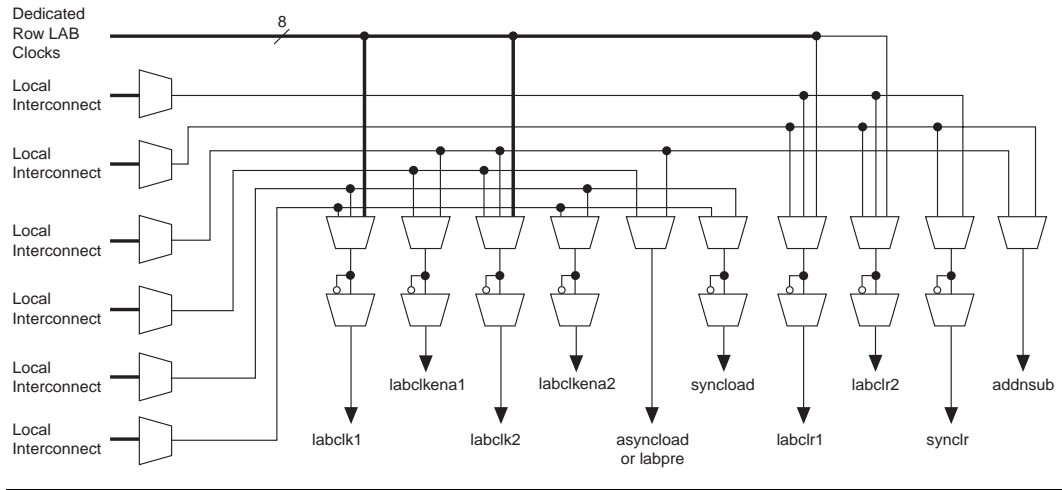 Dedicated
Row LAB
Clocks
8
Local
Interconnect
Local
Interconnect
Local
Interconnect
Local
Interconnect
Local
Interconnect
Local
Interconnect
labclkena1
labclkena2
syncload
labclr2
addnsub
labclk1
labclk2
asyncload
or labpre
labclr1
synclr